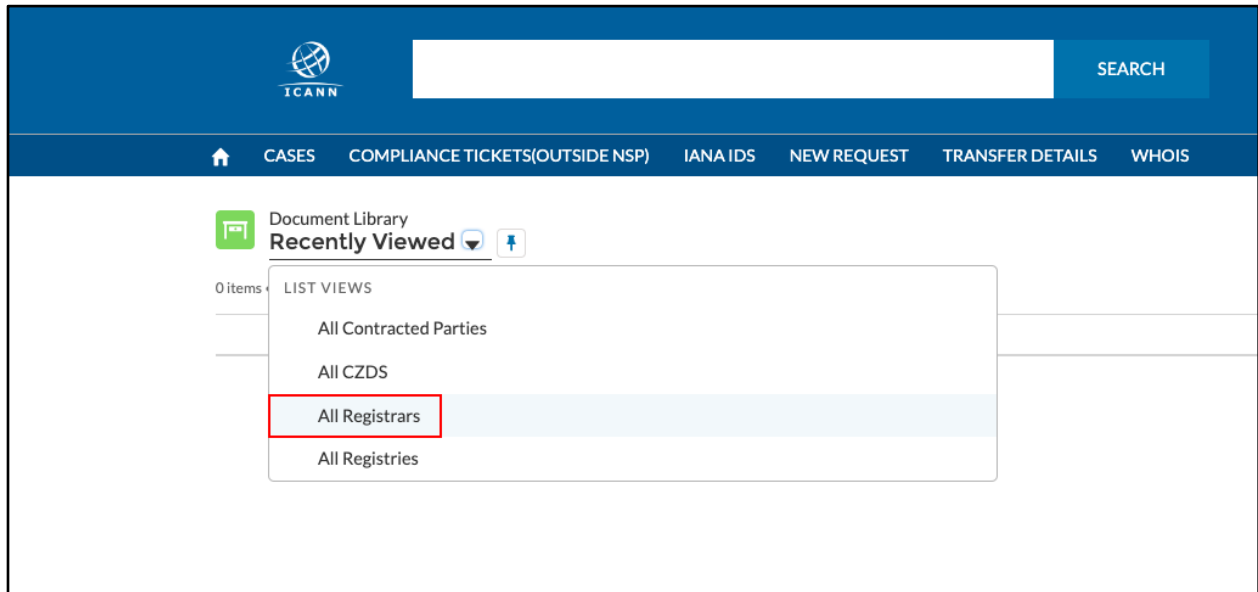 ICANN
SEARCH
CASES COMPLIANCE TICKETS(OUTSIDE NSP) IANA IDS NEW REQUEST TRANSFER DETAILS WHOIS
Document Library
Recently Viewed
0 items
LIST VIEWS
All Contracted Parties
All CZDS
All Registrars
All Registries